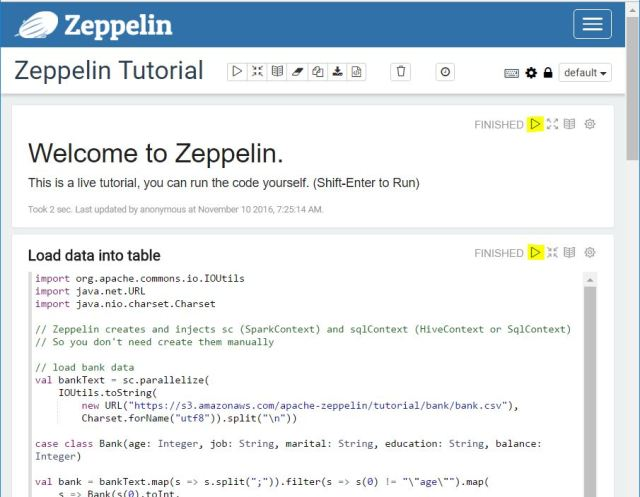 Zeppelin
Zeppelin Tutorial
default
FINISHED
Welcome to Zeppelin.
This is a live tutorial, you can run the code yourself. (Shift-Enter to Run)
Took 2 sec. Last updated by anonymous at November 10 2016, 7:25:14 AM.
Load data into table
FINISHED
import org.apache.commons.io.IOUtils
import java.net.URL
import java.nio.charset.Charset
// Zeppelin creates and injects sc (SparkContext) and sqlContext (HiveContext or SqlContext)
// So you don't need create them manually
// load bank data
val bankText = sc.parallelize(
IOUtils.toString(
new URL("https://s3.amazonaws.com/apache-zeppelin/tutorial/bank/bank.csv"),
Charset.forName("utf8")).split("\n"))
case class Bank(age: Integer, job: String, marital: String, education: String, balance:
Integer)
val bank = bankText.map(s => s.split(";")).filter(s => s(0) != "\"age\"").map(
s => Bank(s(0).toInt,